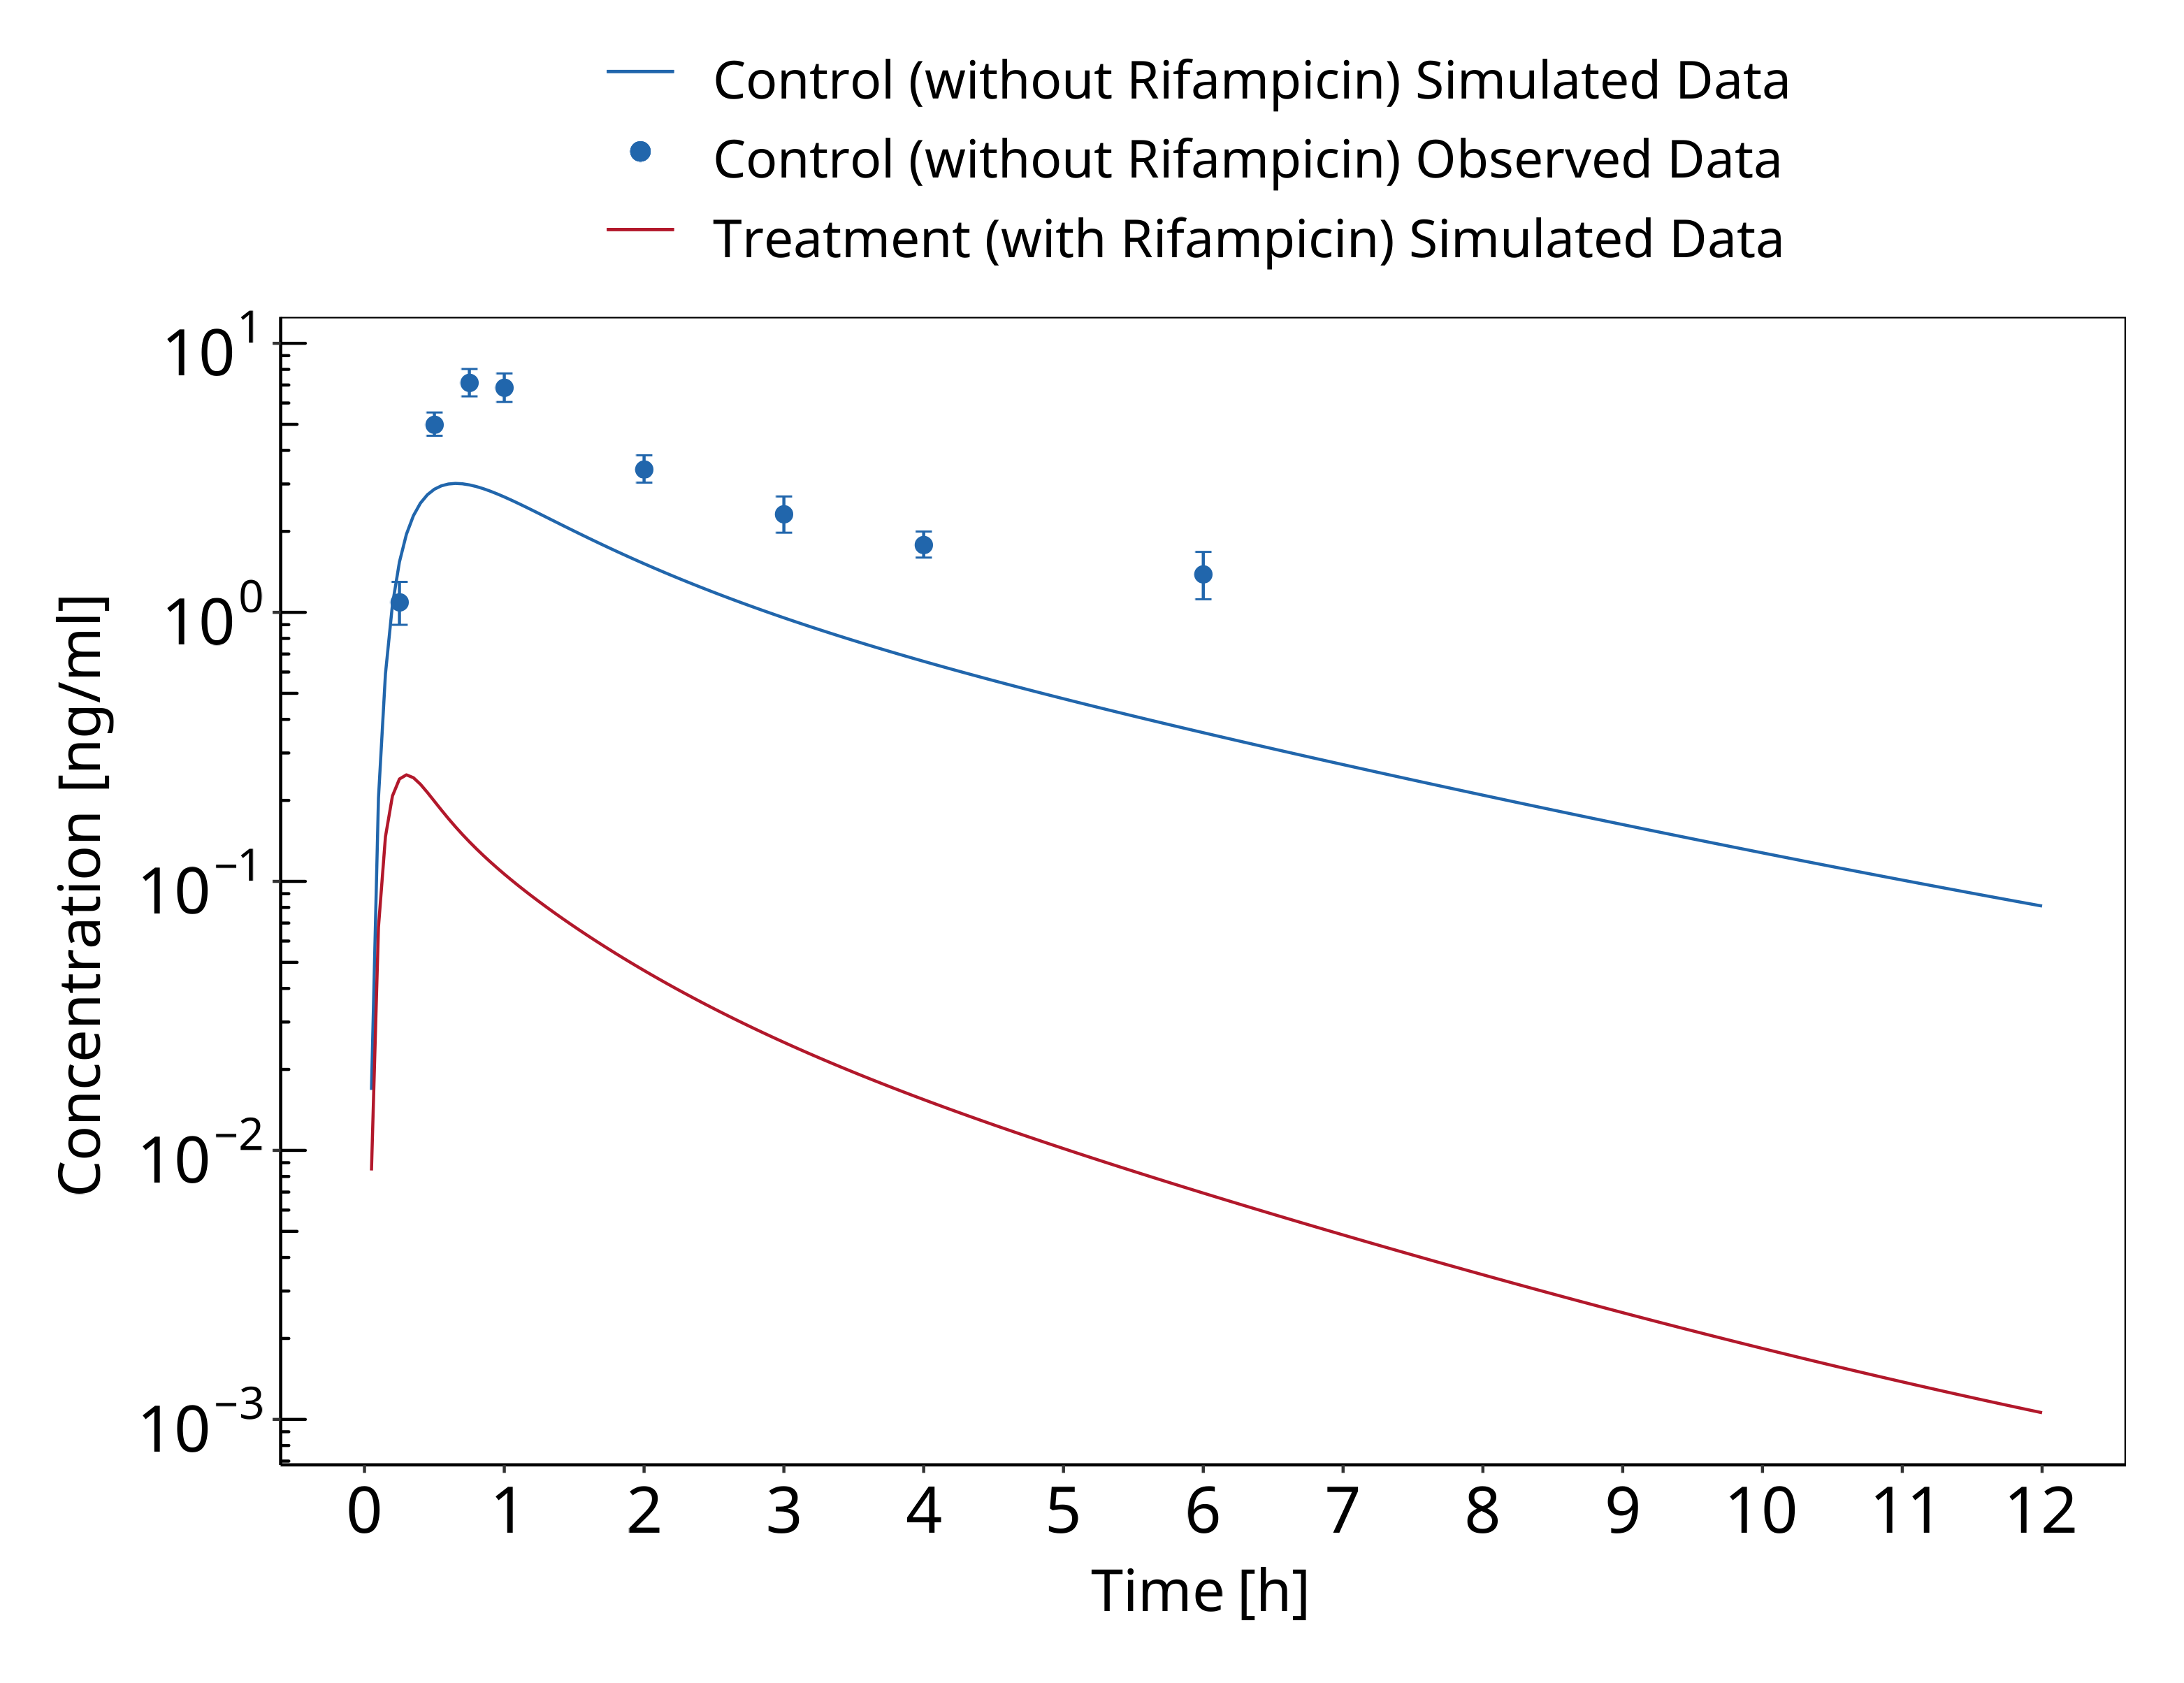 Control (without Rifampicin) Simulated Data
Control (without Rifampicin) Observed Data
Treatment (with Rifampicin) Simulated Data
10^1
10^0
10^−1
10^−2
10^−3
Concentration [ng/ml]
0 1 2 3 4 5 6 7 8 9 10 11 12
Time [h]